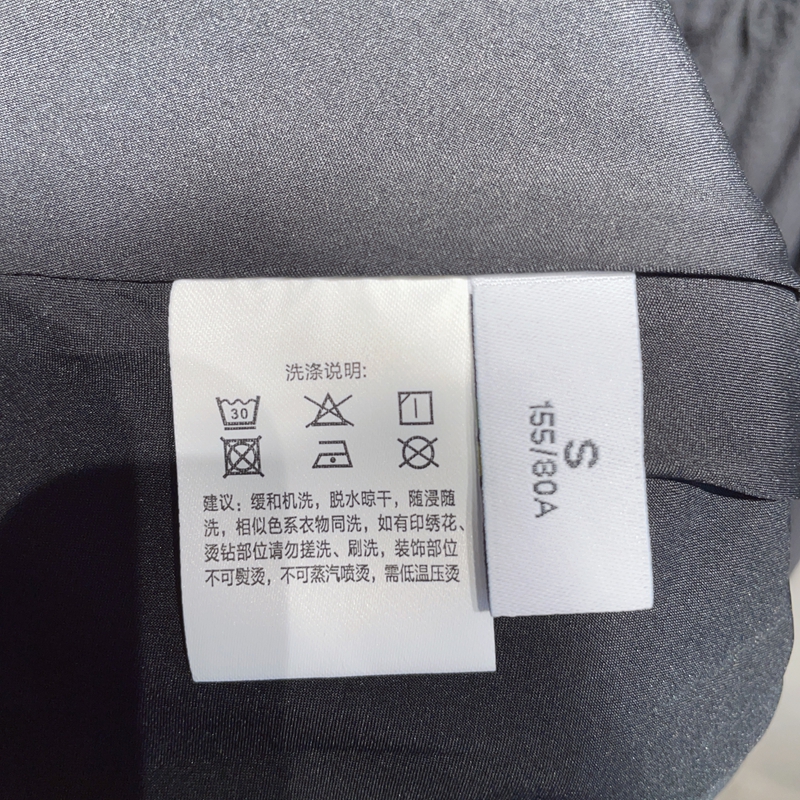 洗涤说明:
30
建议：缓和机洗，脱水晾干，随浸随
洗，相似色系衣物同洗，如有印绣花、
烫钻部位请勿搓洗、刷洗，装饰部位
不可熨烫，不可蒸汽喷烫，需低温压烫
S
155/80A